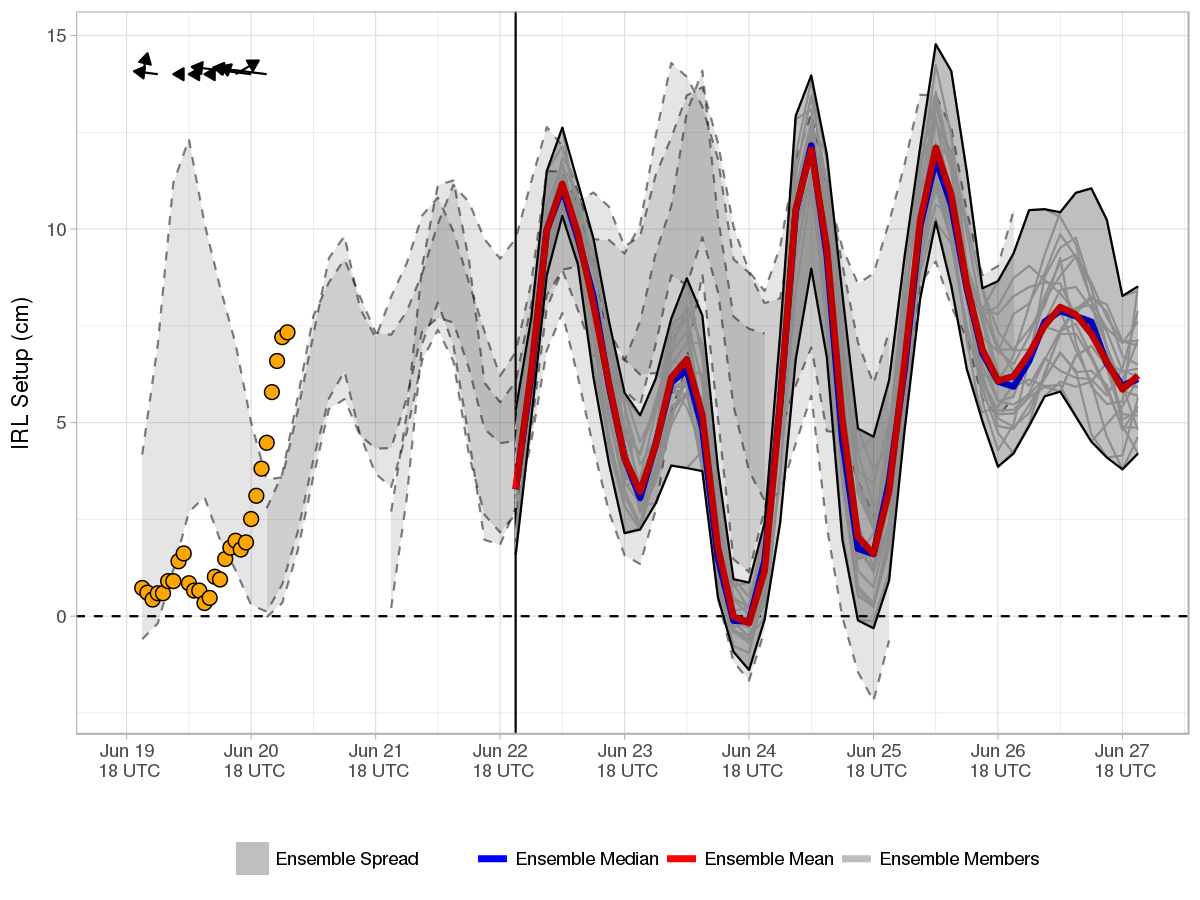 IRL Setup (cm)
15
10
5
0
Jun 19 Jun 20 Jun 21 Jun 22 Jun 23 Jun 24 Jun 25 Jun 26 Jun 27
18 UTC 18 UTC 18 UTC 18 UTC 18 UTC 18 UTC 18 UTC 18 UTC 18 UTC
Ensemble Spread Ensemble Median Ensemble Mean Ensemble Members